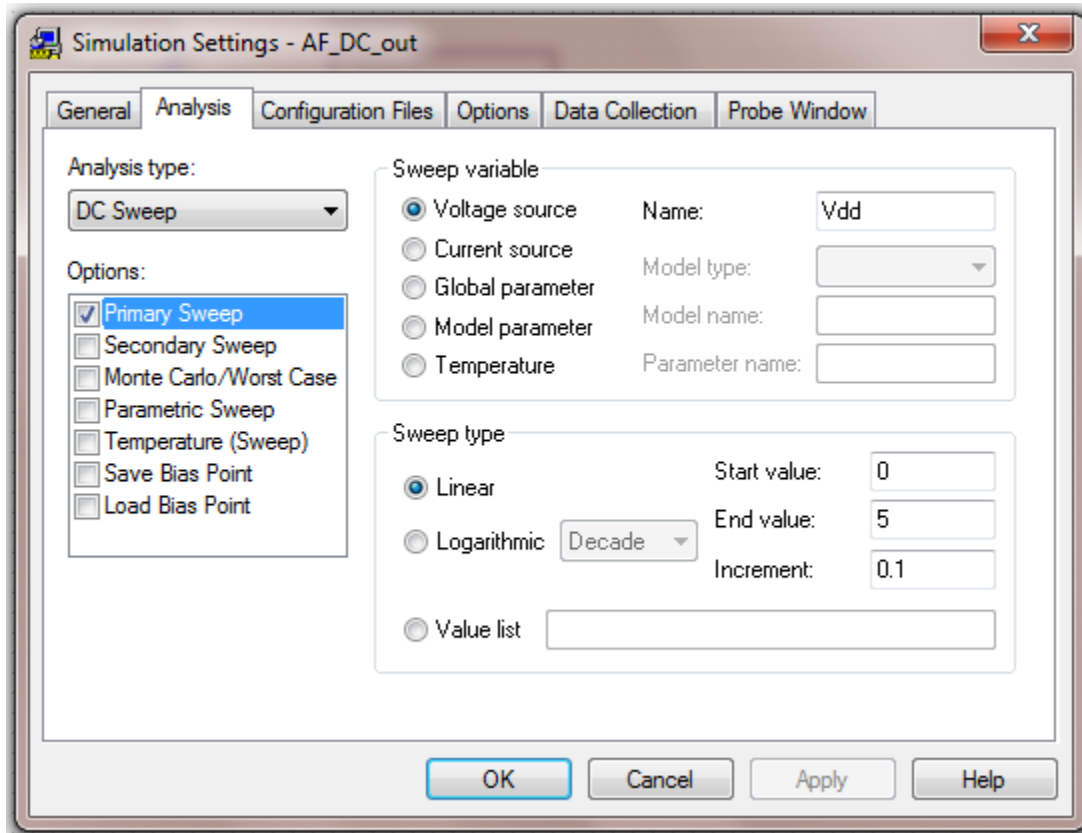 Simulation Settings - AF_DC_out
General Analysis Configuration Files Options Data Collection Probe Window
Analysis type:
DC Sweep
Options:
Primary Sweep
Secondary Sweep
Monte Carlo/Worst Case
Parametric Sweep
Temperature (Sweep)
Save Bias Point
Load Bias Point
Sweep variable
Voltage source Name: Vdd
Current source
Model type:
Global parameter
Model name:
Model parameter
Temperature Parameter name:
Sweep type
Linear
Start value: 0
End value: 5
Logarithmic Decade
Increment: 0.1
Value list
OK Cancel Apply Help